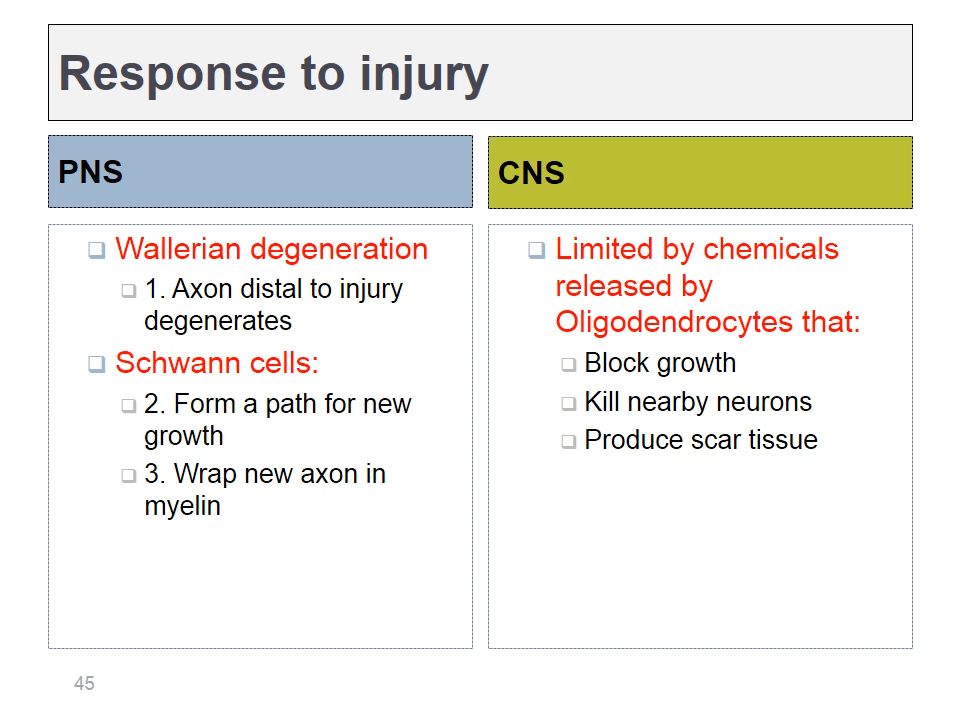 Response to injury
PNS
Wallerian degeneration
1. Axon distal to injury
degenerates
Schwann cells:
2. Form a path for new
growth
3. Wrap new axon in
myelin
CNS
Limited by chemicals
released by
Oligodendrocytes that:
Block growth
Kill nearby neurons
Produce scar tissue
45